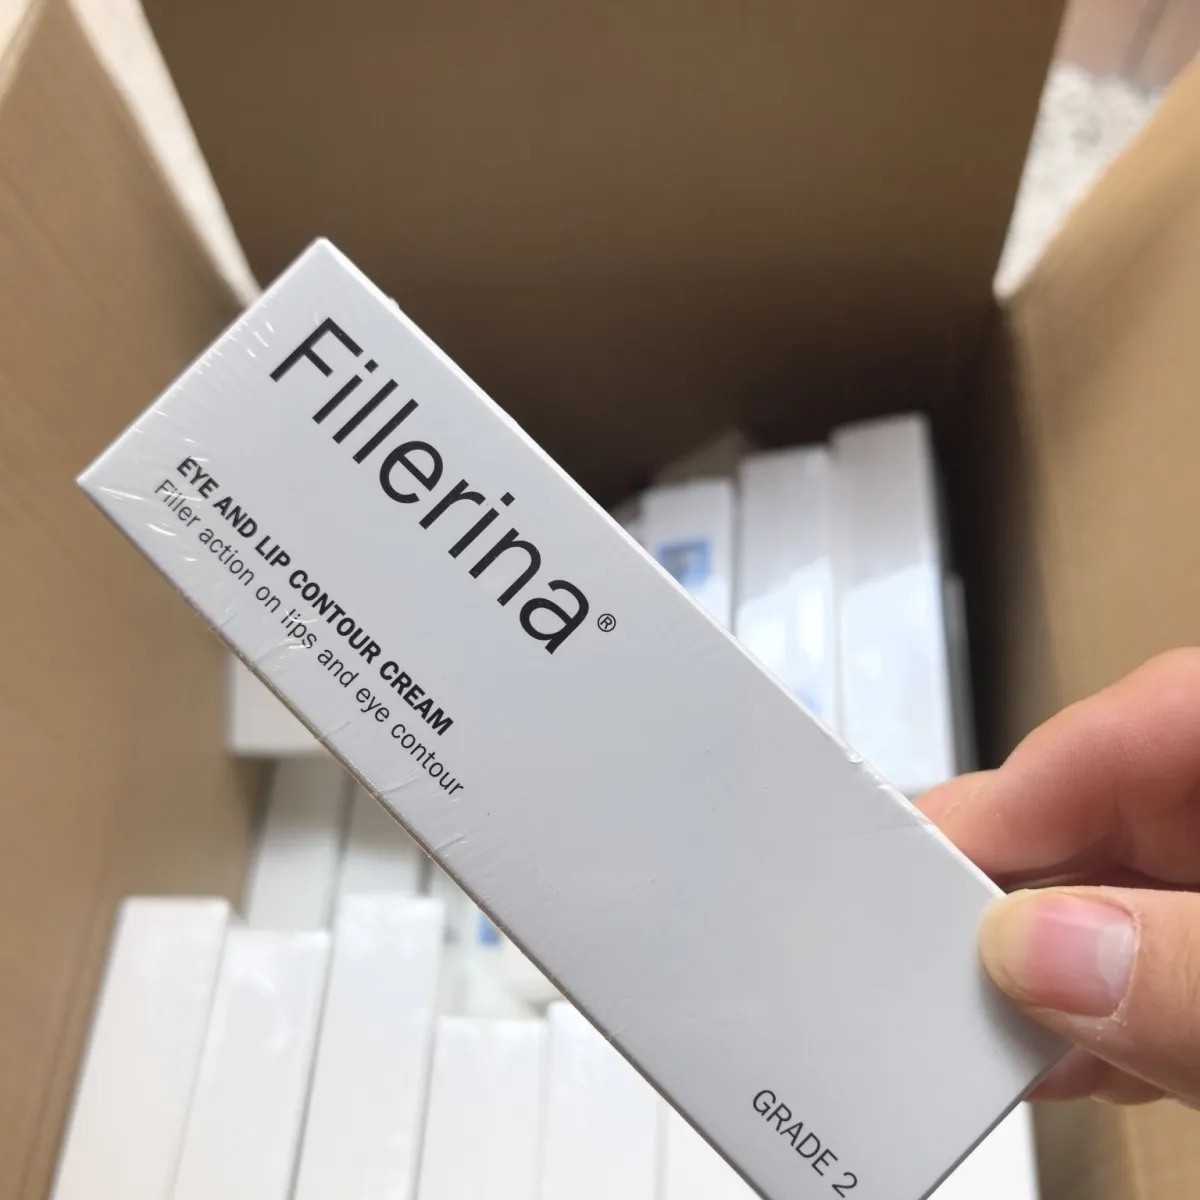 Fillerina®
EYE AND LIP CONTOUR CREAM
Filler action on lips and eye contour
GRADE 2